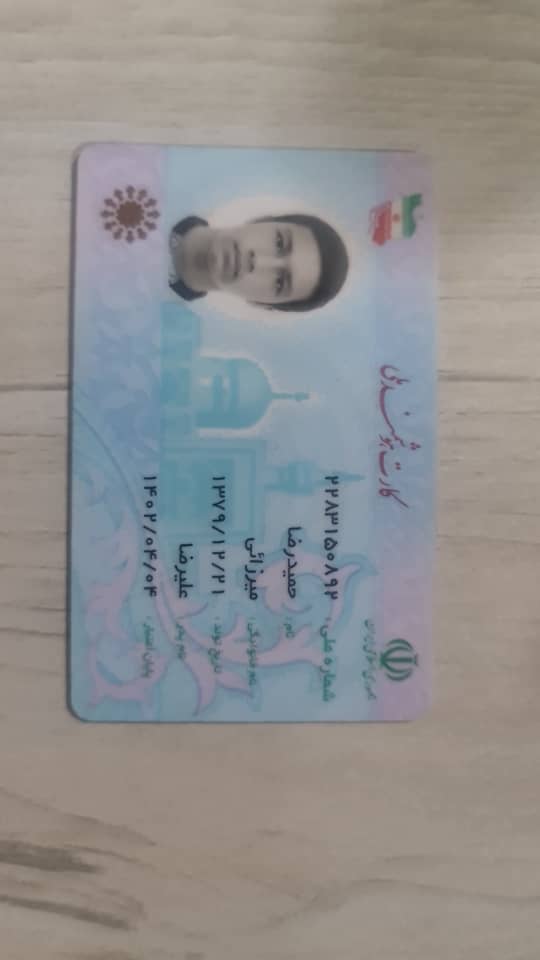 جمهوری اسلامی ایران
کارت هوشمند ملی
شماره ملی : ۲۲۸۳۱۵۰۸۹۲
نام : حمیدرضا
نام خانوادگی : میرزائی
تاریخ تولد : ۱۳۷۹/۱۲/۲۱
نام پدر : علیرضا
پایان اعتبار : ۱۴۰۲/۰۴/۰۴